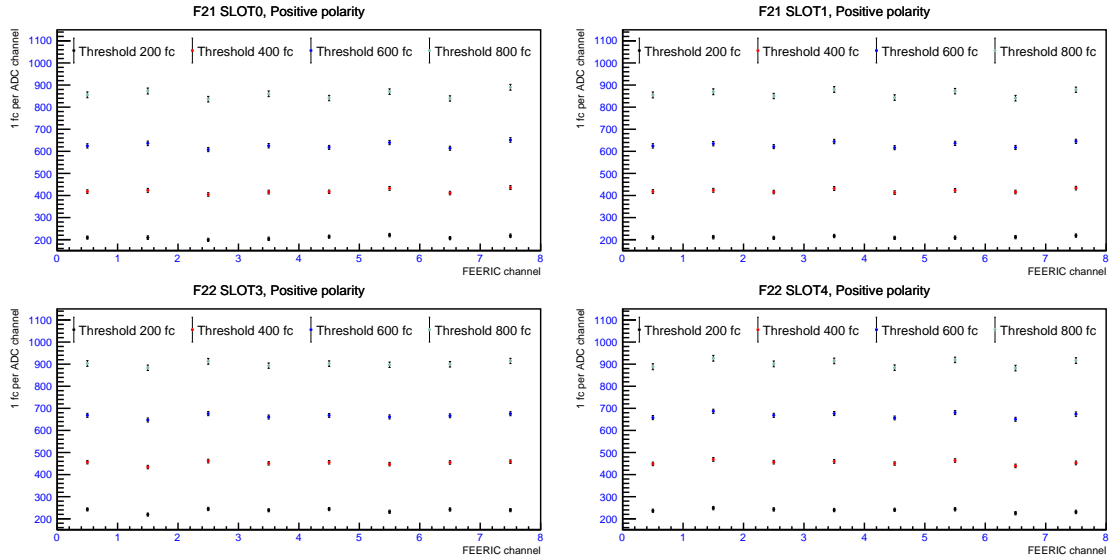 F21 SLOT0, Positive polarity
1 fc per ADC channel
1100
1000
900
800
700
600
500
400
300
200
Threshold 200 fc Threshold 400 fc Threshold 600 fc Threshold 800 fc
0 1 2 3 4 5 6 7 8
FEERIC channel
F21 SLOT1, Positive polarity
1 fc per ADC channel
1100
1000
900
800
700
600
500
400
300
200
Threshold 200 fc Threshold 400 fc Threshold 600 fc Threshold 800 fc
0 1 2 3 4 5 6 7 8
FEERIC channel
F22 SLOT3, Positive polarity
1 fc per ADC channel
1100
1000
900
800
700
600
500
400
300
200
Threshold 200 fc Threshold 400 fc Threshold 600 fc Threshold 800 fc
0 1 2 3 4 5 6 7 8
FEERIC channel
F22 SLOT4, Positive polarity
1 fc per ADC channel
1100
1000
900
800
700
600
500
400
300
200
Threshold 200 fc Threshold 400 fc Threshold 600 fc Threshold 800 fc
0 1 2 3 4 5 6 7 8
FEERIC channel